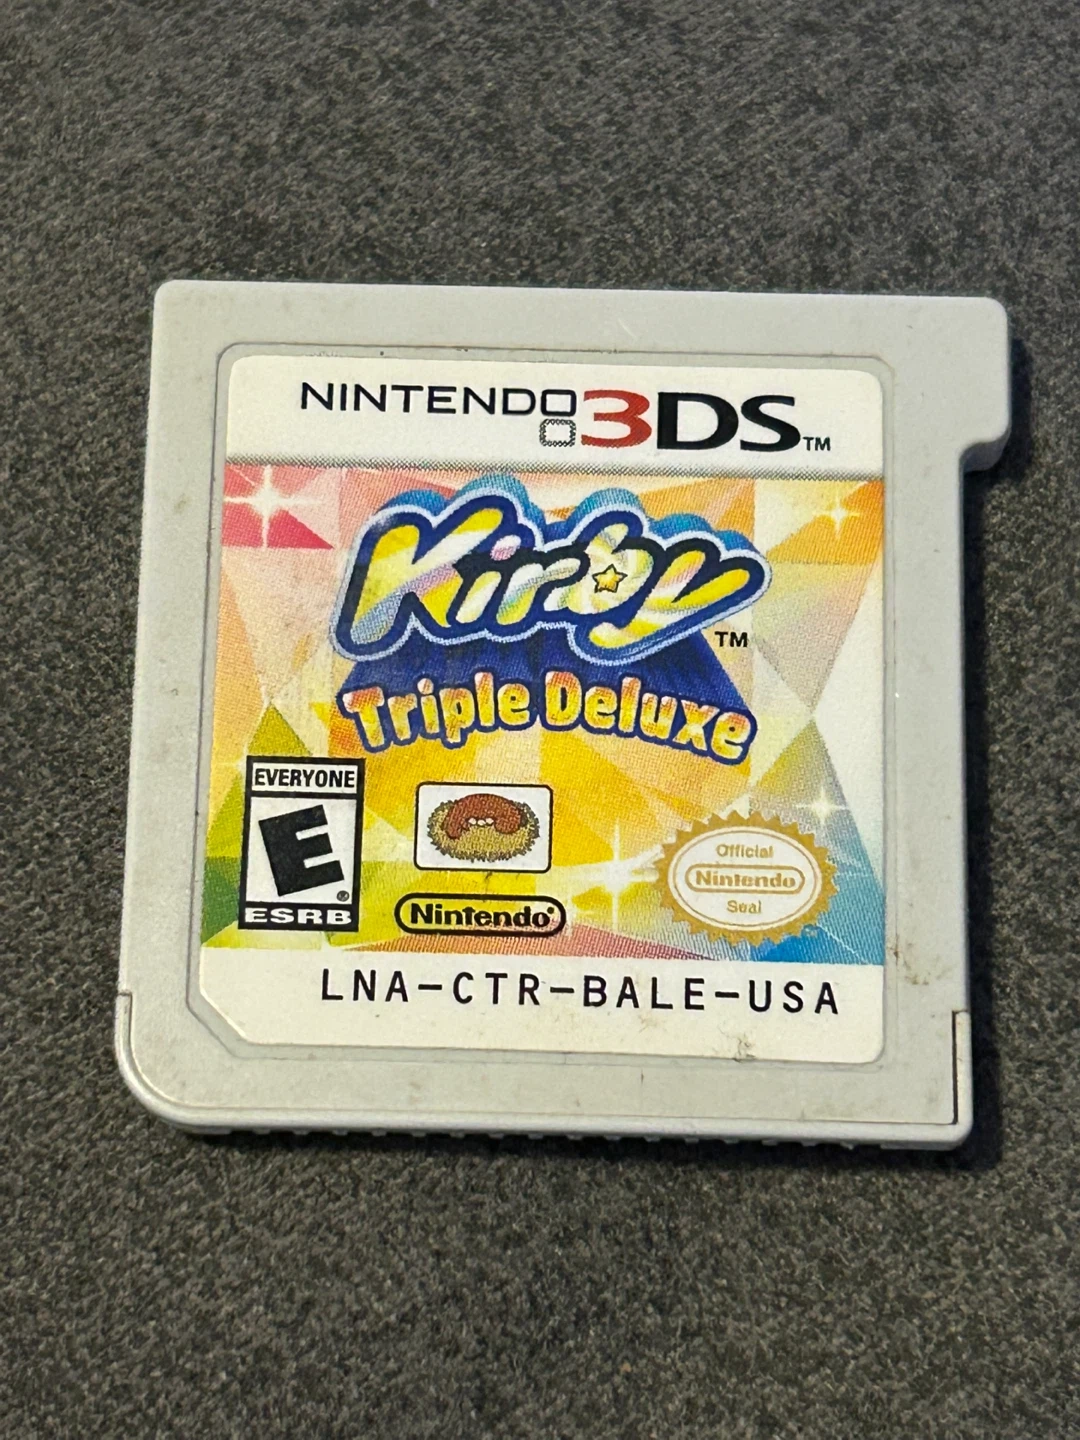 NINTENDO 3DS™
Kirby™
Triple Deluxe
EVERYONE
E
ESRB
Nintendo®
Official
Nintendo
Seal
LNA-CTR-BALE-USA